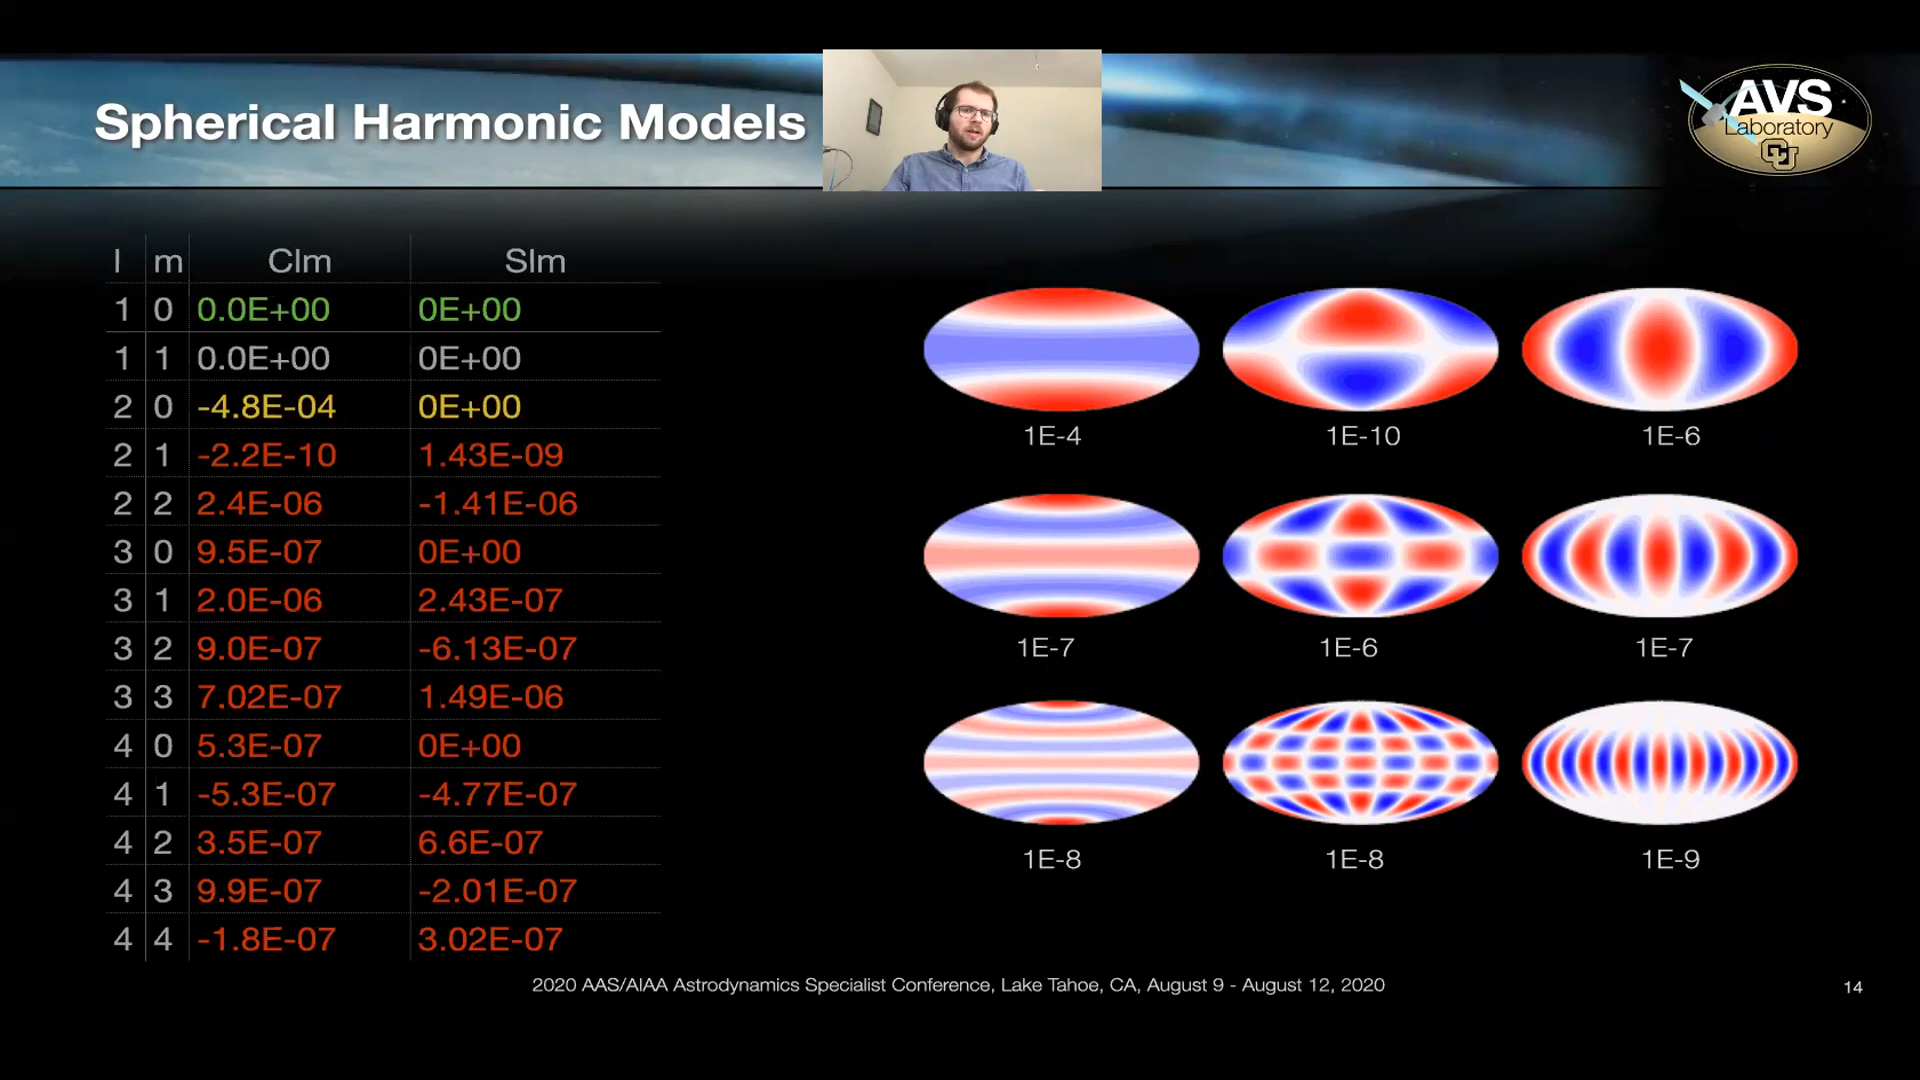 Spherical Harmonic Models
AVS
Laboratory
CU
l m Clm Slm
1 0 0.0E+00 0E+00
1 1 0.0E+00 0E+00
2 0 -4.8E-04 0E+00
2 1 -2.2E-10 1.43E-09
2 2 2.4E-06 -1.41E-06
3 0 9.5E-07 0E+00
3 1 2.0E-06 2.43E-07
3 2 9.0E-07 -6.13E-07
3 3 7.02E-07 1.49E-06
4 0 5.3E-07 0E+00
4 1 -5.3E-07 -4.77E-07
4 2 3.5E-07 6.6E-07
4 3 9.9E-07 -2.01E-07
4 4 -1.8E-07 3.02E-07
1E-4 1E-10 1E-6
1E-7 1E-6 1E-7
1E-8 1E-8 1E-9
2020 AAS/AIAA Astrodynamics Specialist Conference, Lake Tahoe, CA, August 9 - August 12, 2020
14